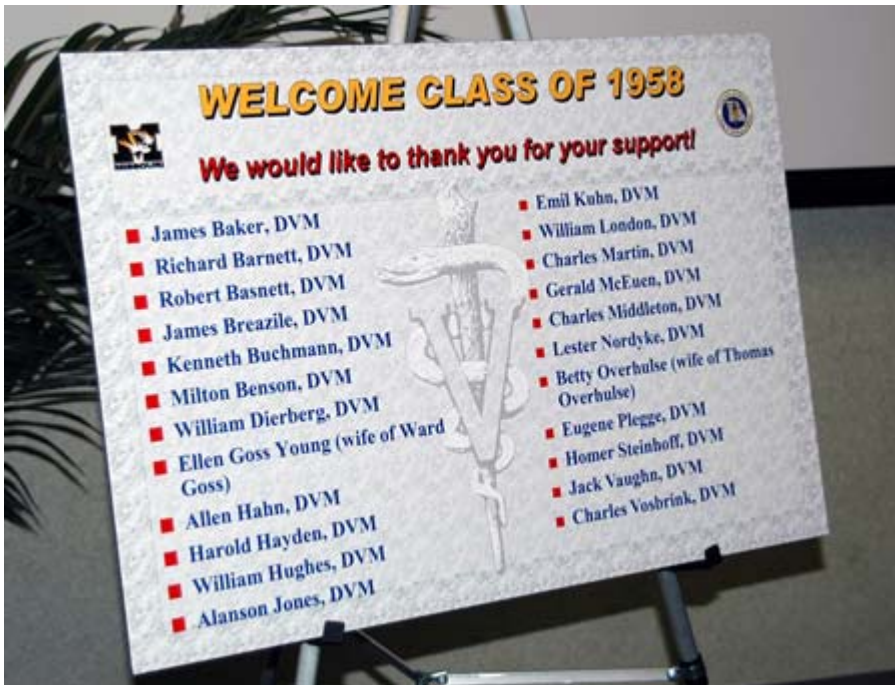 WELCOME CLASS OF 1958
We would like to thank you for your support!
James Baker, DVM
Richard Barnett, DVM
Robert Basnett, DVM
James Breazile, DVM
Kenneth Buchmann, DVM
Milton Benson, DVM
William Dierberg, DVM
Ellen Goss Young (wife of Ward
Goss)
Allen Hahn, DVM
Harold Hayden, DVM
William Hughes, DVM
Alanson Jones, DVM
Emil Kuhn, DVM
William London, DVM
Charles Martin, DVM
Gerald McEuen, DVM
Charles Middleton, DVM
Lester Nordyke, DVM
Betty Overhulse (wife of Thomas
Overhulse)
Eugene Plegge, DVM
Homer Steinhoff, DVM
Jack Vaughn, DVM
Charles Vosbrink, DVM